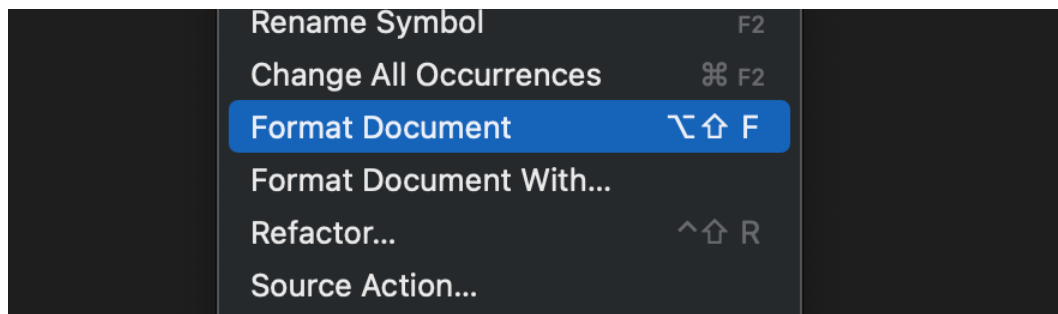 Rename Symbol F2
Change All Occurrences ⌘ F2
Format Document ⌥⇧ F
Format Document With...
Refactor... ^⇧ R
Source Action...